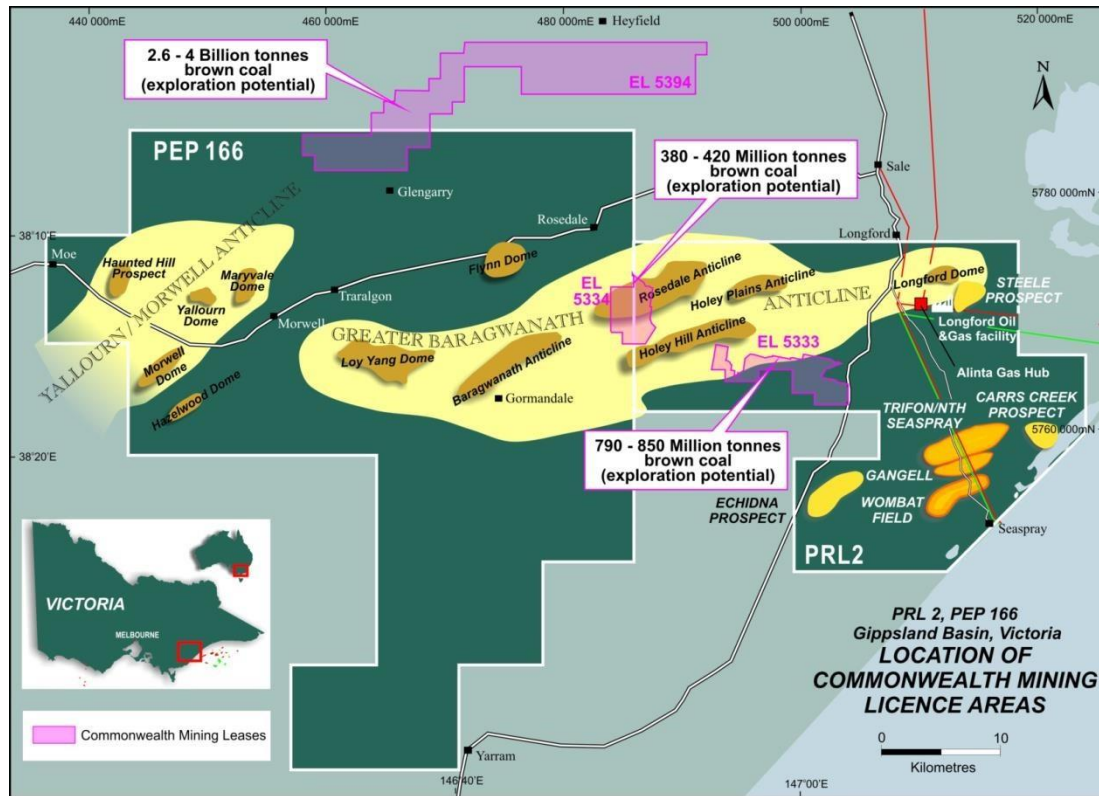 440 000mE
460 000mE
480 000mE
500 000mE
520 000mE
Heyfield
2.6 - 4 Billion tonnes
brown coal
(exploration potential)
EL 5394
N
PEP 166
380 - 420 Million tonnes
brown coal
(exploration potential)
Sale
Glengarry
5780 000mN
Rosedale
Longford
38°10'E
Moe
YALLOURN / MORWELL ANTICLINE
Haunted Hill
Prospect
Maryvale
Dome
Yallourn
Dome
Flynn Dome
EL
5334
Rosedale Anticline
Holey Plains Anticline
Longford Dome
STEELE
PROSPECT
Traralgon
Morwell
GREATER BARAGWANATH
ANTICLINE
Longford Oil
&Gas facility
Holey Hill Anticline
EL 5333
Loy Yang Dome
Baragwanath Anticline
Morwell
Dome
Hazelwood Dome
Alinta Gas Hub
Gormandale
TRIFON/NTH
SEASPRAY
CARRS CREEK
PROSPECT
5760 000mN
790 - 850 Million tonnes
brown coal
(exploration potential)
38°20'E
GANGELL
ECHIDNA
PROSPECT
WOMBAT
FIELD
Seaspray
PRL2
VICTORIA
MELBOURNE
PRL 2, PEP 166
Gippsland Basin, Victoria
LOCATION OF
COMMONWEALTH MINING
LICENCE AREAS
Commonwealth Mining Leases
0
10
Kilometres
Yarram
146°40'E
147°00'E